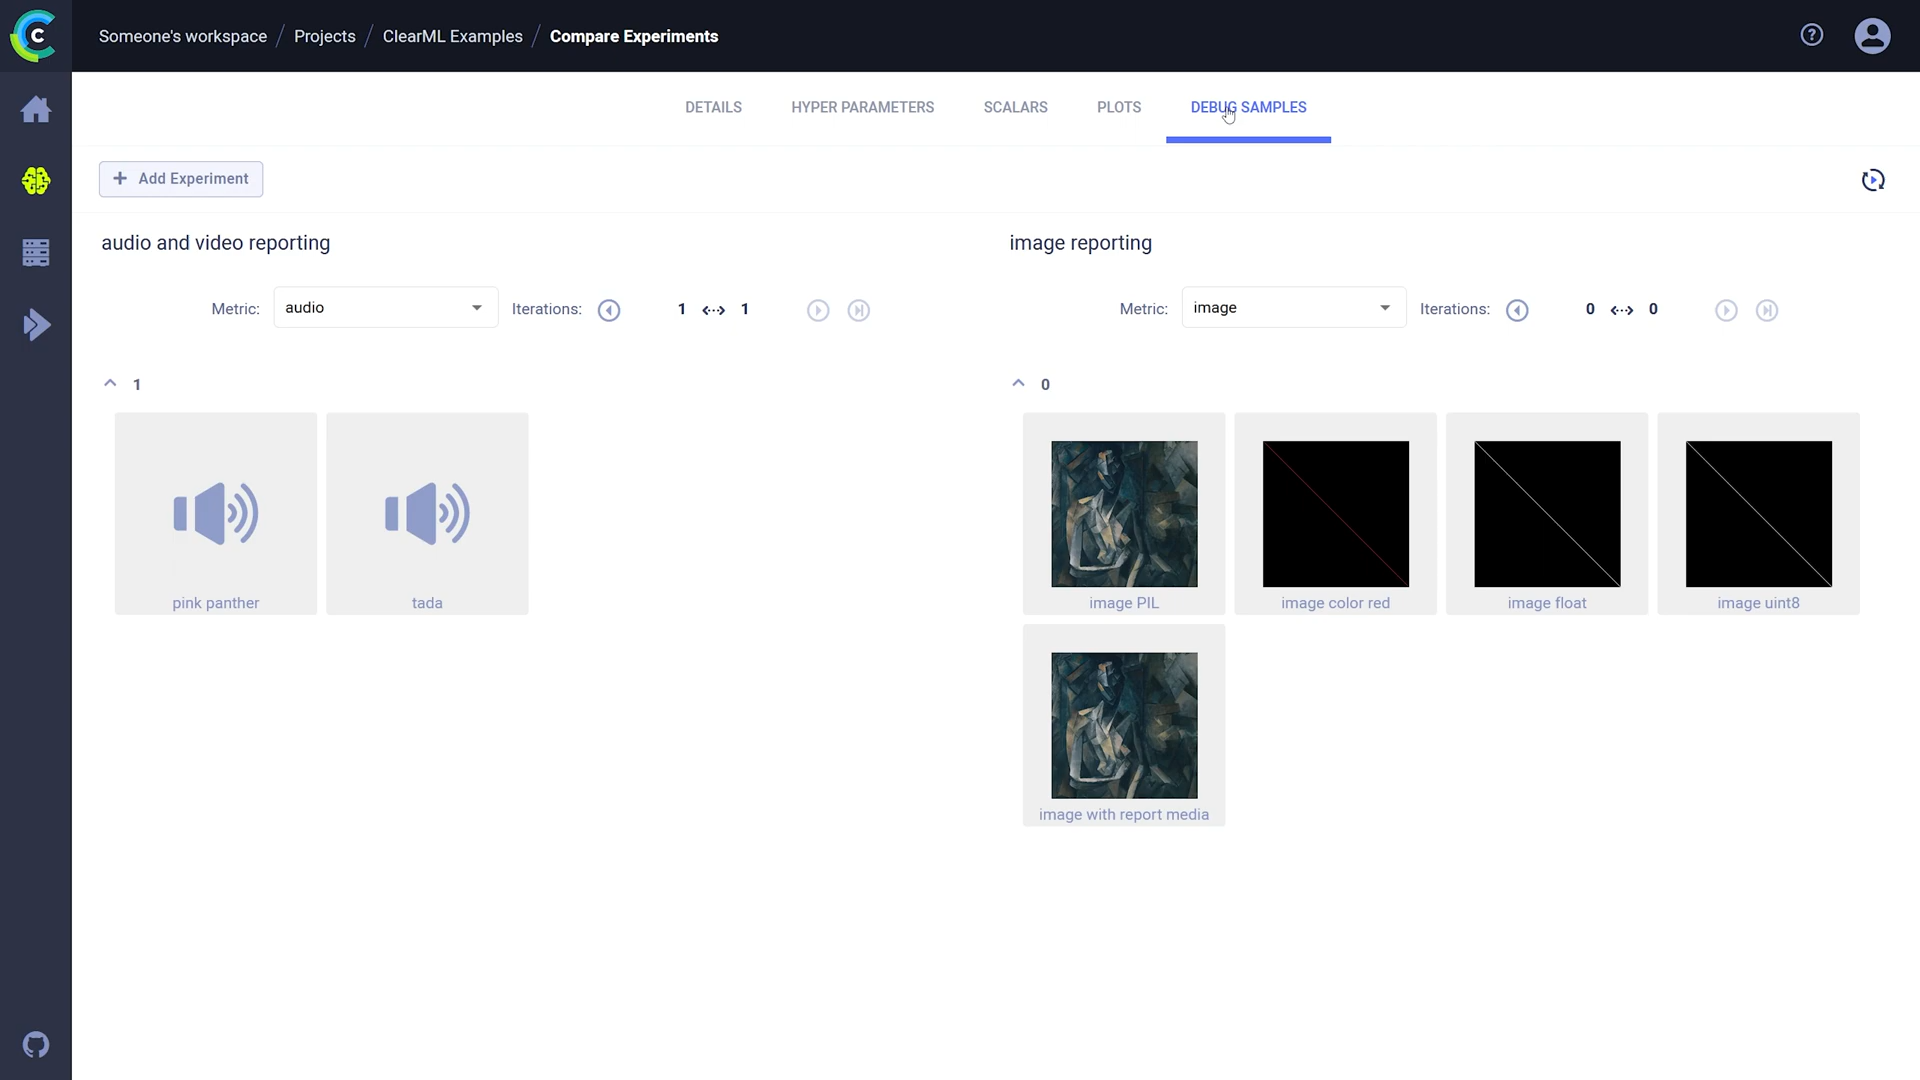 Someone's workspace / Projects / ClearML Examples / Compare Experiments
DETAILS HYPER PARAMETERS SCALARS PLOTS DEBUG SAMPLES
+ Add Experiment
audio and video reporting
Metric: audio Iterations: 1 1
1
pink panther tada
image reporting
Metric: image Iterations: 0 0
0
image PIL image color red image float image uint8
image with report media